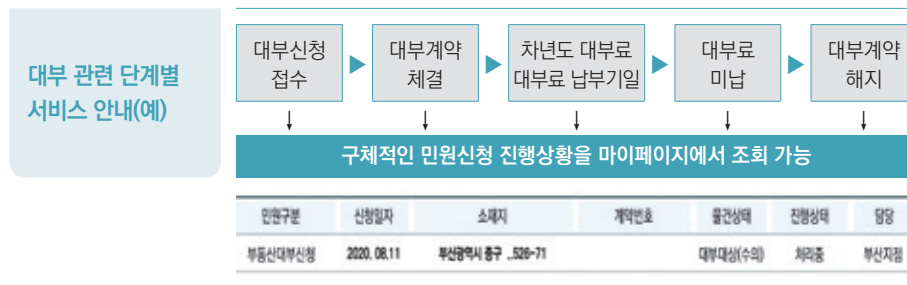 대부 관련 단계별
서비스 안내(예)
대부신청
접수
대부계약
체결
차년도 대부료
대부료 납부기일
대부료
미납
대부계약
해지
구체적인 민원신청 진행상황을 마이페이지에서 조회 가능
민원구분 신청일자 소재지 계약번호 물건상태 진행상태 담당
부동산대부신청 2020. 08.11 부산광역시 중구 ..526-71 대부대상(수의) 처리중 부산지점